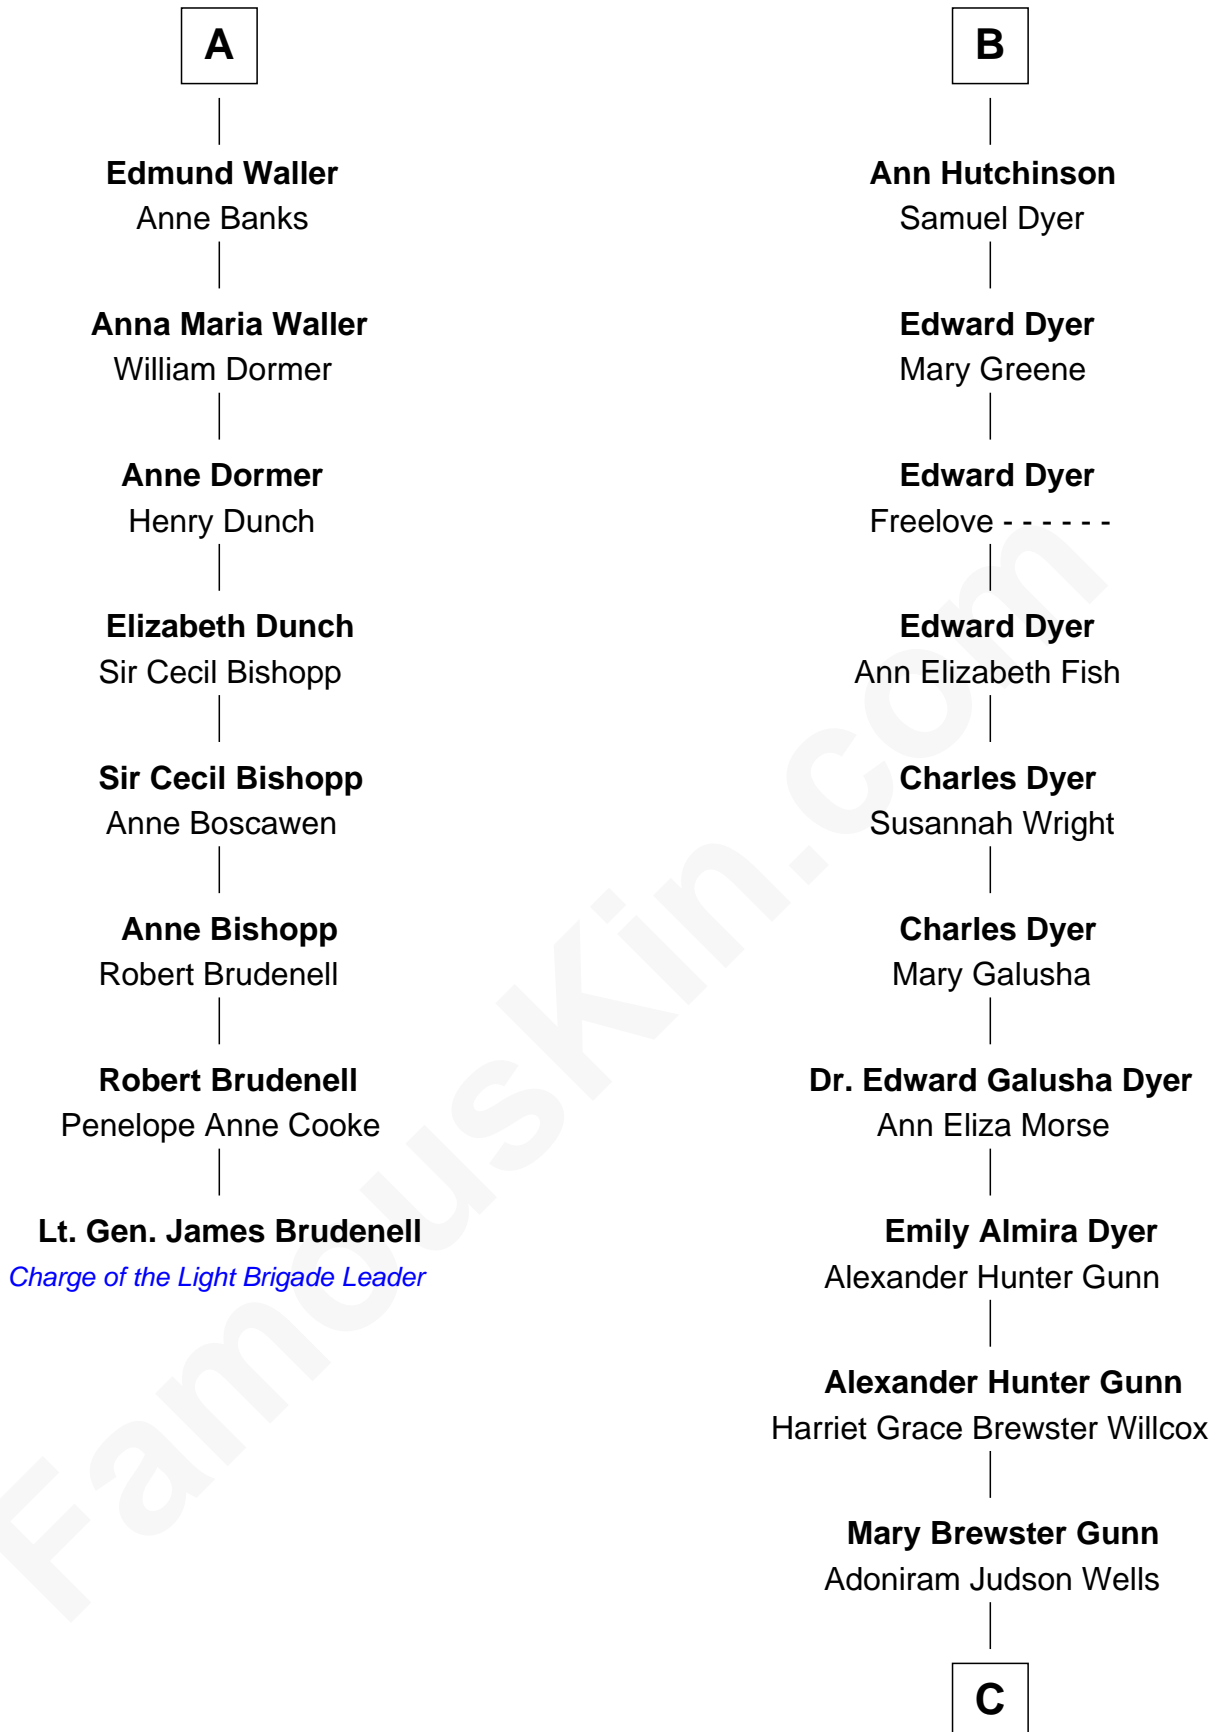 A
Edmund Waller
Anne Banks
Anna Maria Waller
William Dormer
Anne Dormer
Henry Dunch
Elizabeth Dunch
Sir Cecil Bishopp
Sir Cecil Bishopp
Anne Boscawen
Anne Bishopp
Robert Brudenell
Robert Brudenell
Penelope Anne Cooke
Lt. Gen. James Brudenell
Charge of the Light Brigade Leader
B
Ann Hutchinson
Samuel Dyer
Edward Dyer
Mary Greene
Edward Dyer
Freelove - - - - - -
Edward Dyer
Ann Elizabeth Fish
Charles Dyer
Susannah Wright
Charles Dyer
Mary Galusha
Dr. Edward Galusha Dyer
Ann Eliza Morse
Emily Almira Dyer
Alexander Hunter Gunn
Alexander Hunter Gunn
Harriet Grace Brewster Willcox
Mary Brewster Gunn
Adoniram Judson Wells
C
FamousKin.com